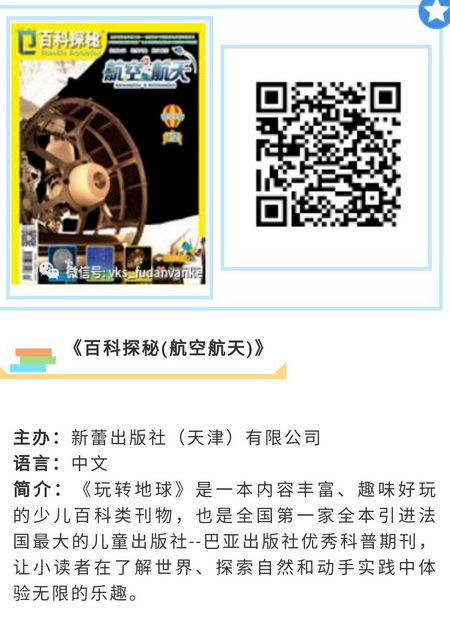 百科探秘
航空航天
微信号: vks_fudanvanke
《百科探秘(航空航天)》
主办：新蕾出版社（天津）有限公司
语言：中文
简介：《玩转地球》是一本内容丰富、趣味好玩
的少儿百科类刊物，也是全国第一家全本引进法
国最大的儿童出版社--巴亚出版社优秀科普期刊，
让小读者在了解世界、探索自然和动手实践中体
验无限的乐趣。